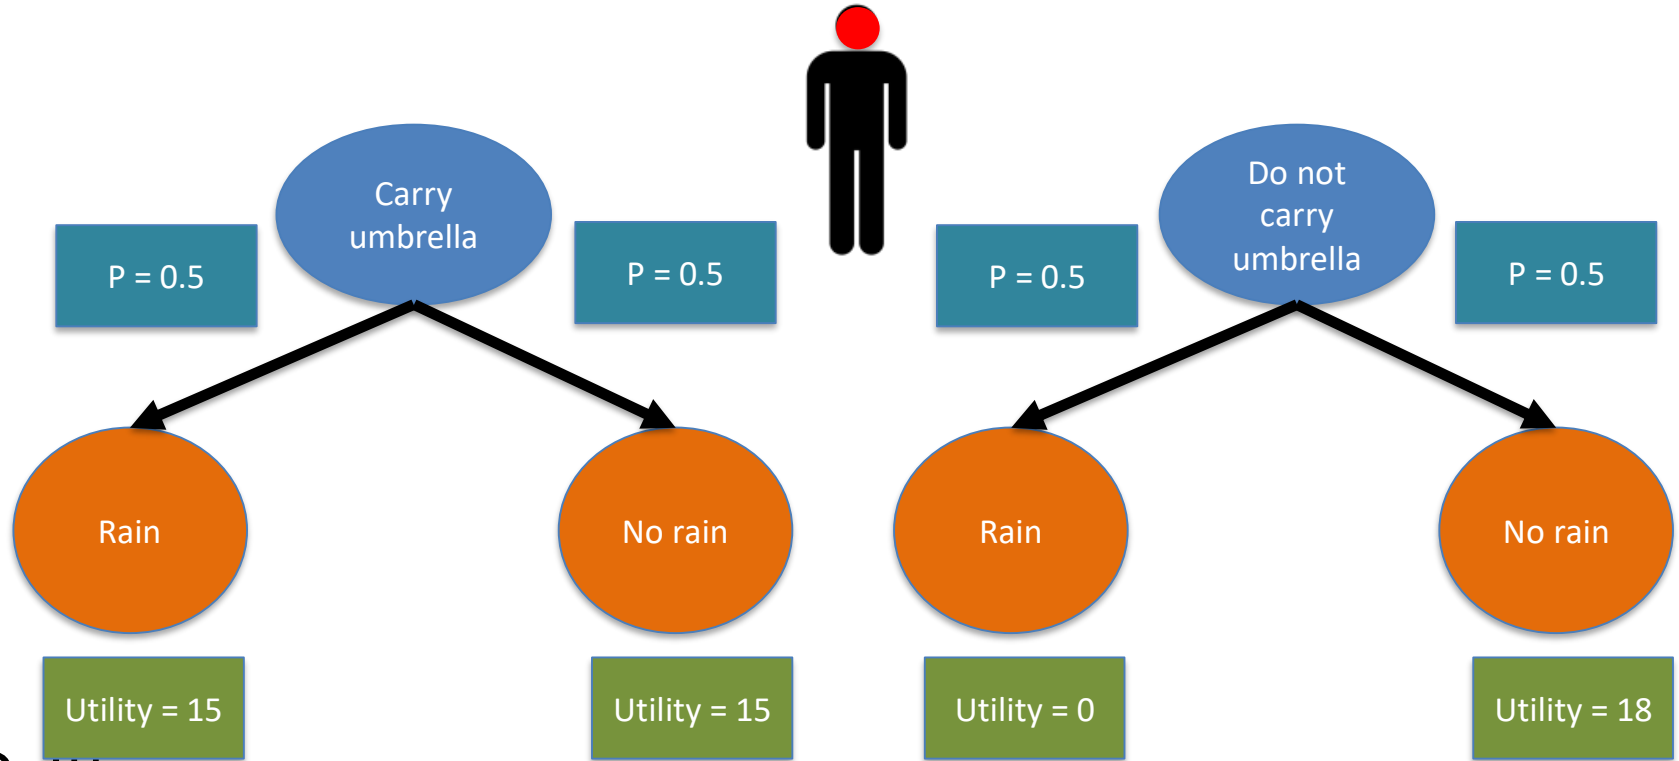 Carry
umbrella
Do not
carry
umbrella
P = 0.5
P = 0.5
P = 0.5
P = 0.5
Rain
No rain
Rain
No rain
Utility = 15
Utility = 15
Utility = 0
Utility = 18